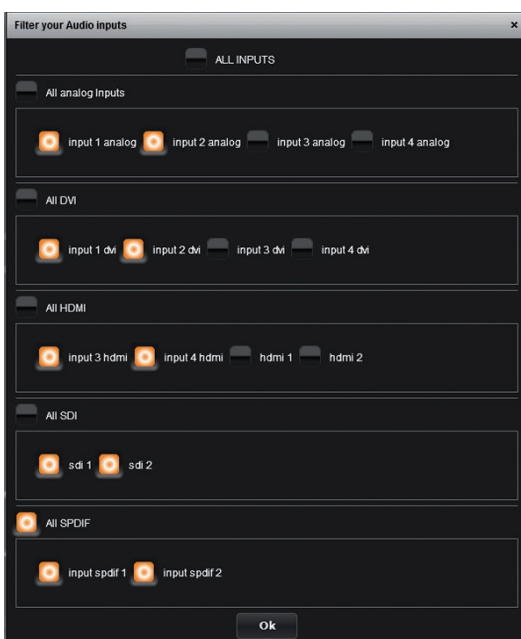 Filter your Audio inputs x
ALL INPUTS
All analog Inputs
input 1 analog input 2 analog input 3 analog input 4 analog
All DVI
input 1 dvi input 2 dvi input 3 dvi input 4 dvi
All HDMI
input 3 hdmi input 4 hdmi hdmi 1 hdmi 2
All SDI
sdi 1 sdi 2
All SPDIF
input spdif 1 input spdif 2
Ok